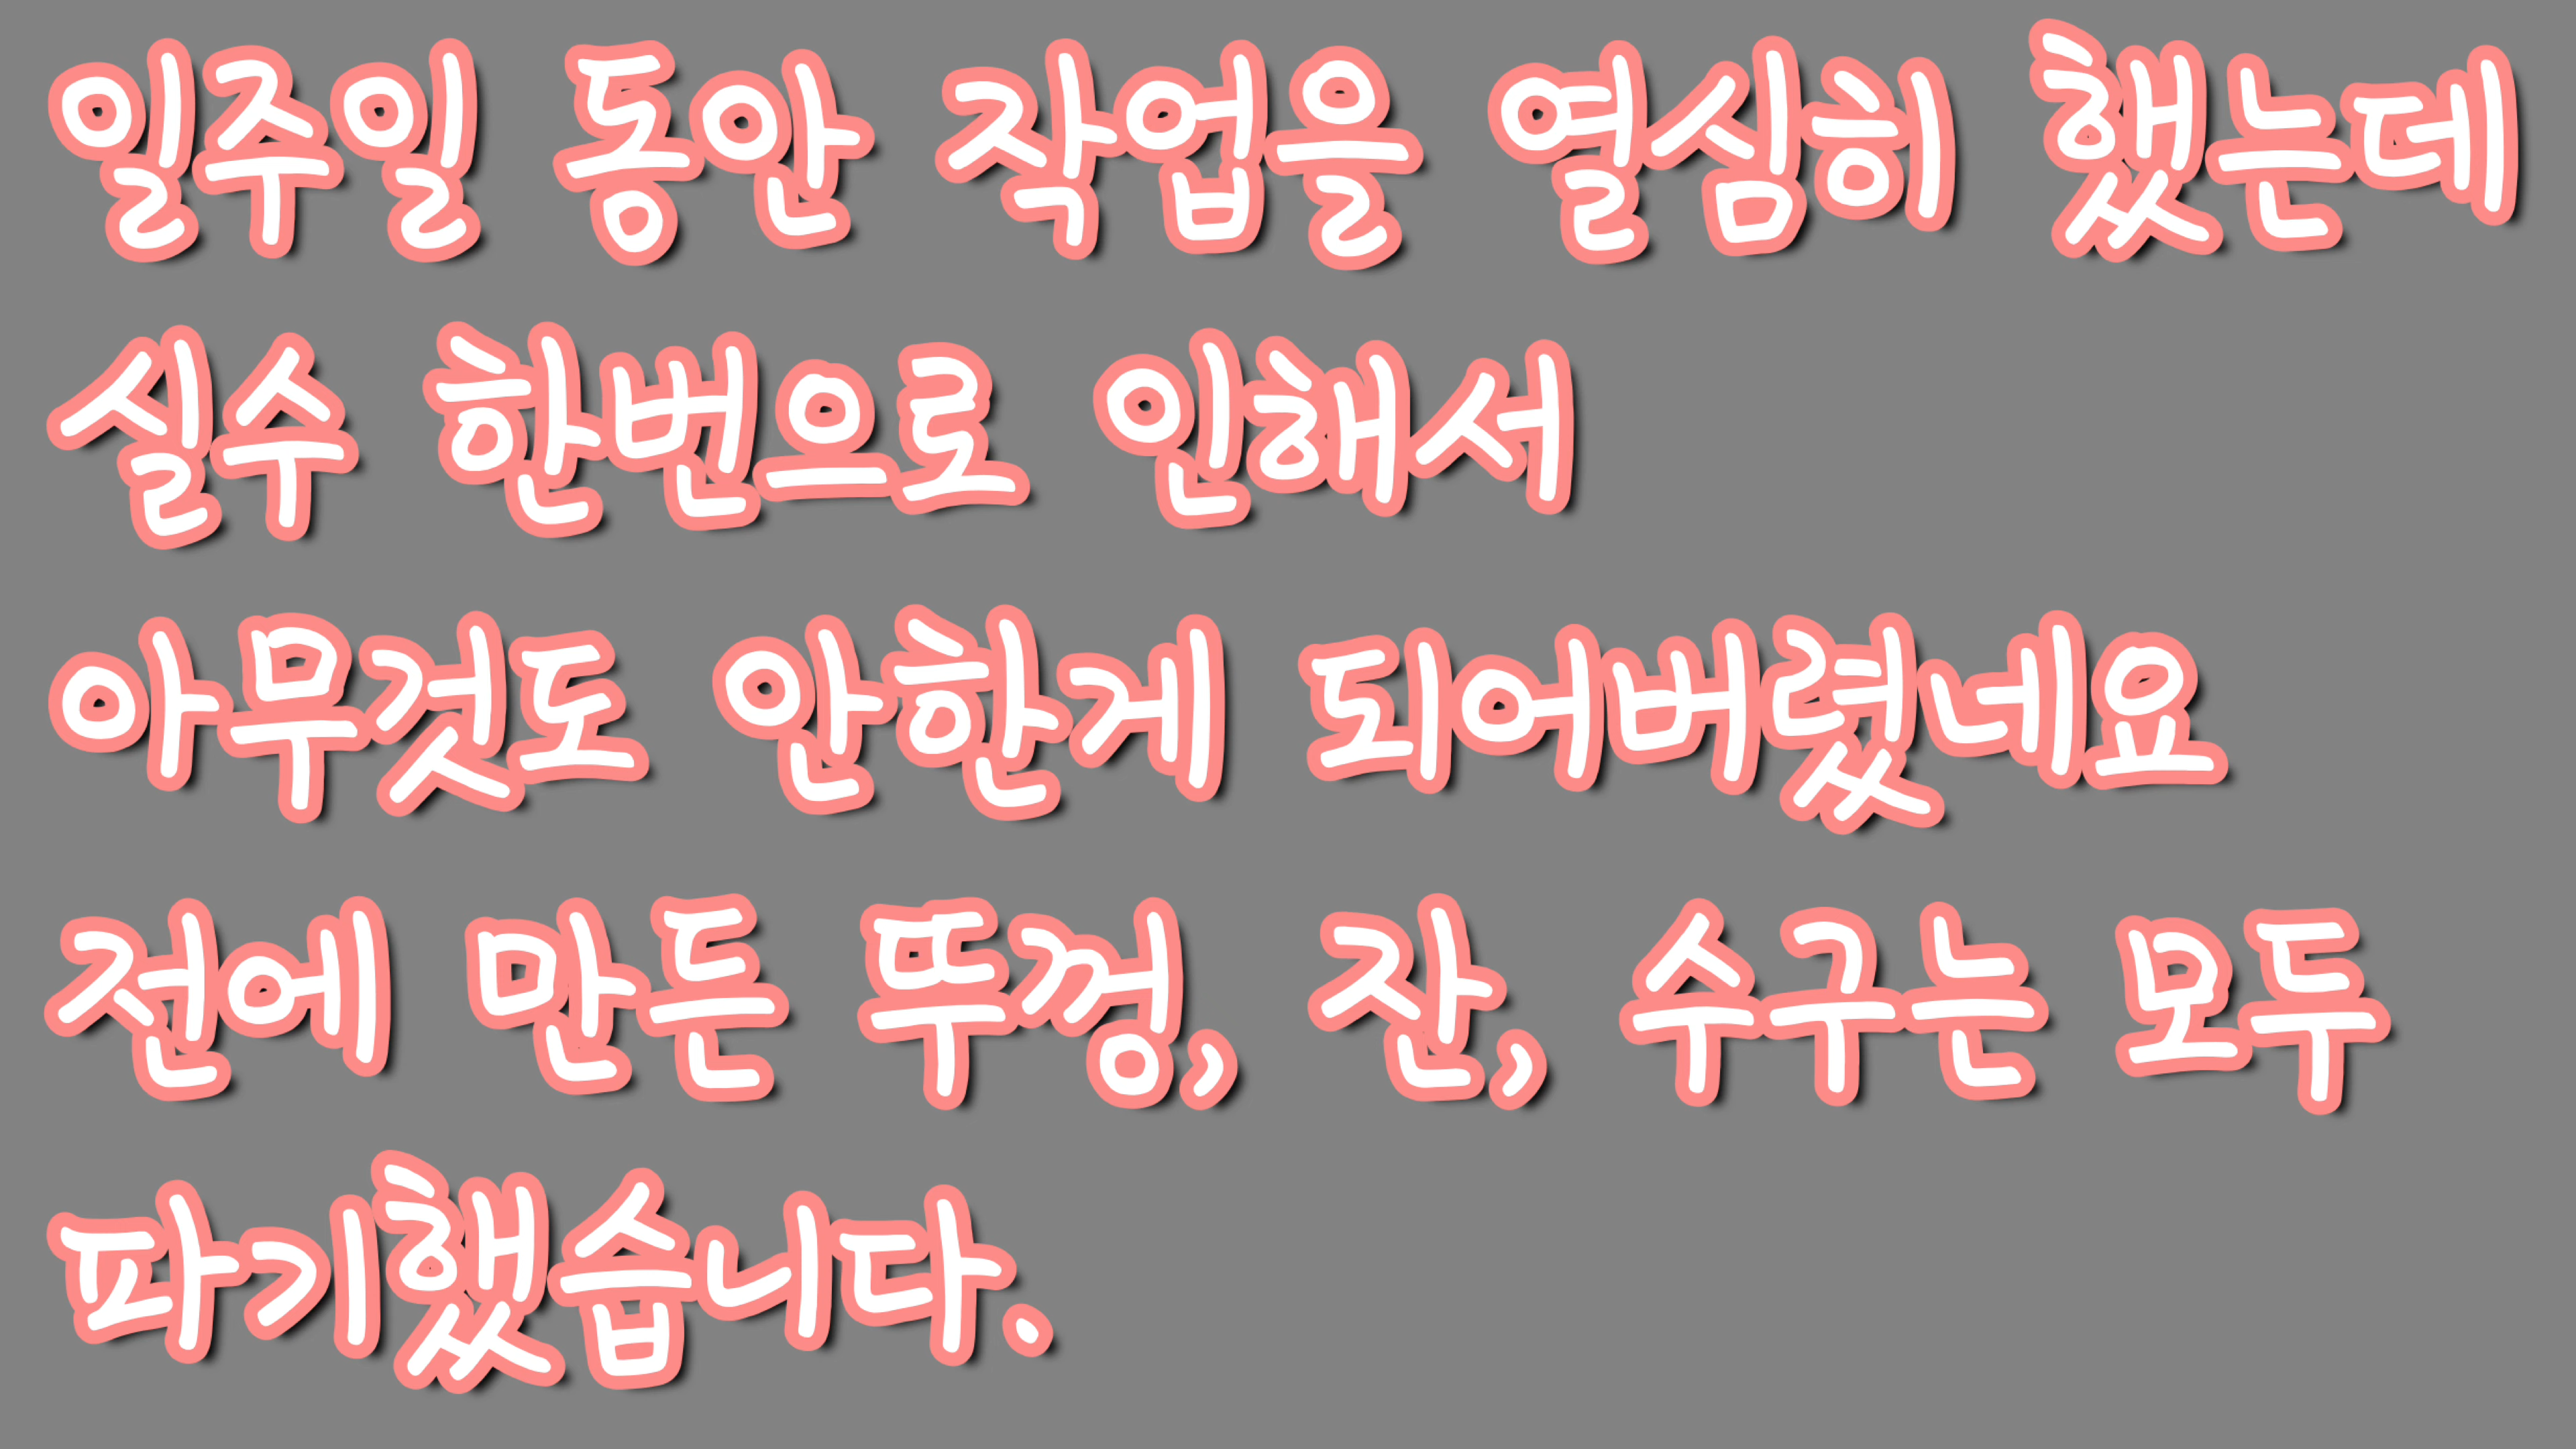 일주일 동안 작업을 열심히 했는데
실수 한번으로 인해서
아무것도 안한게 되어버렸네요
전에 만든 뚜껑, 잔, 수구는 모두
파기했습니다.